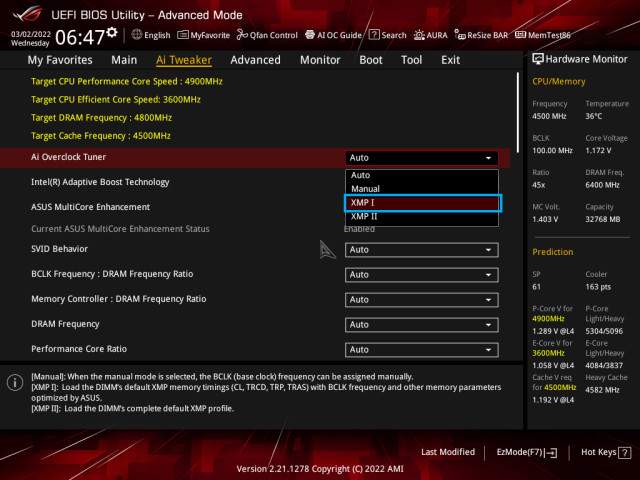 UEFI BIOS Utility – Advanced Mode
03/02/2022
Wednesday
06:47
English
MyFavorite
Qfan Control
AI OC Guide
Search
AURA
ReSize BAR
MemTest86
My Favorites
Main
Ai Tweaker
Advanced
Monitor
Boot
Tool
Exit
Hardware Monitor
Target CPU Performance Core Speed : 4900MHz
Target CPU Efficient Core Speed: 3600MHz
Target DRAM Frequency : 4800MHz
Target Cache Frequency : 4500MHz
Ai Overclock Tuner
Auto
Auto
Manual
XMP I
XMP II
Intel(R) Adaptive Boost Technology
ASUS MultiCore Enhancement
Current ASUS MultiCore Enhancement Status
Enabled
SVID Behavior
Auto
BCLK Frequency : DRAM Frequency Ratio
Auto
Memory Controller : DRAM Frequency Ratio
Auto
DRAM Frequency
Auto
Performance Core Ratio
Auto
CPU/Memory
Frequency
Temperature
4500 MHz
36°C
BCLK
Core Voltage
100.00 MHz
1.172 V
Ratio
DRAM Freq.
45x
6400 MHz
MC Volt.
Capacity
1.403 V
32768 MB
Prediction
SP
Cooler
61
163 pts
P-Core V for
4900MHz
P-Core
Light/Heavy
1.289 V @L4
5304/5096
E-Core V for
3600MHz
E-Core
Light/Heavy
1.058 V @L4
4084/3837
Cache V req
for 4500MHz
Heavy Cache
4582 MHz
1.192 V @L4
[Manual]: When the manual mode is selected, the BCLK (base clock) frequency can be assigned manually.
[XMP I]: Load the DIMM's default XMP memory timings (CL, TRCD, TRP, TRAS) with BCLK frequency and other memory parameters
optimized by ASUS.
[XMP II]: Load the DIMM's complete default XMP profile.
Last Modified
EzMode(F7)
Hot Keys ?
Version 2.21.1278 Copyright (C) 2022 AMI